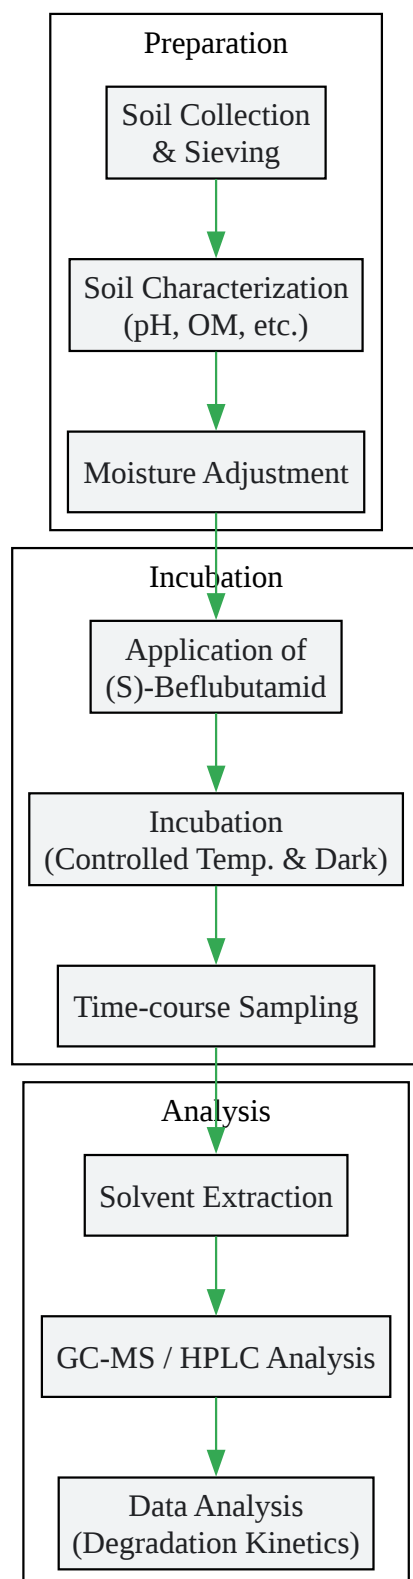 Preparation
Soil Collection
& Sieving
Soil Characterization
(pH, OM, etc.)
Moisture Adjustment
Incubation
Application of
(S)-Beflubutamid
Incubation
(Controlled Temp. & Dark)
Time-course Sampling
Analysis
Solvent Extraction
GC-MS / HPLC Analysis
Data Analysis
(Degradation Kinetics)